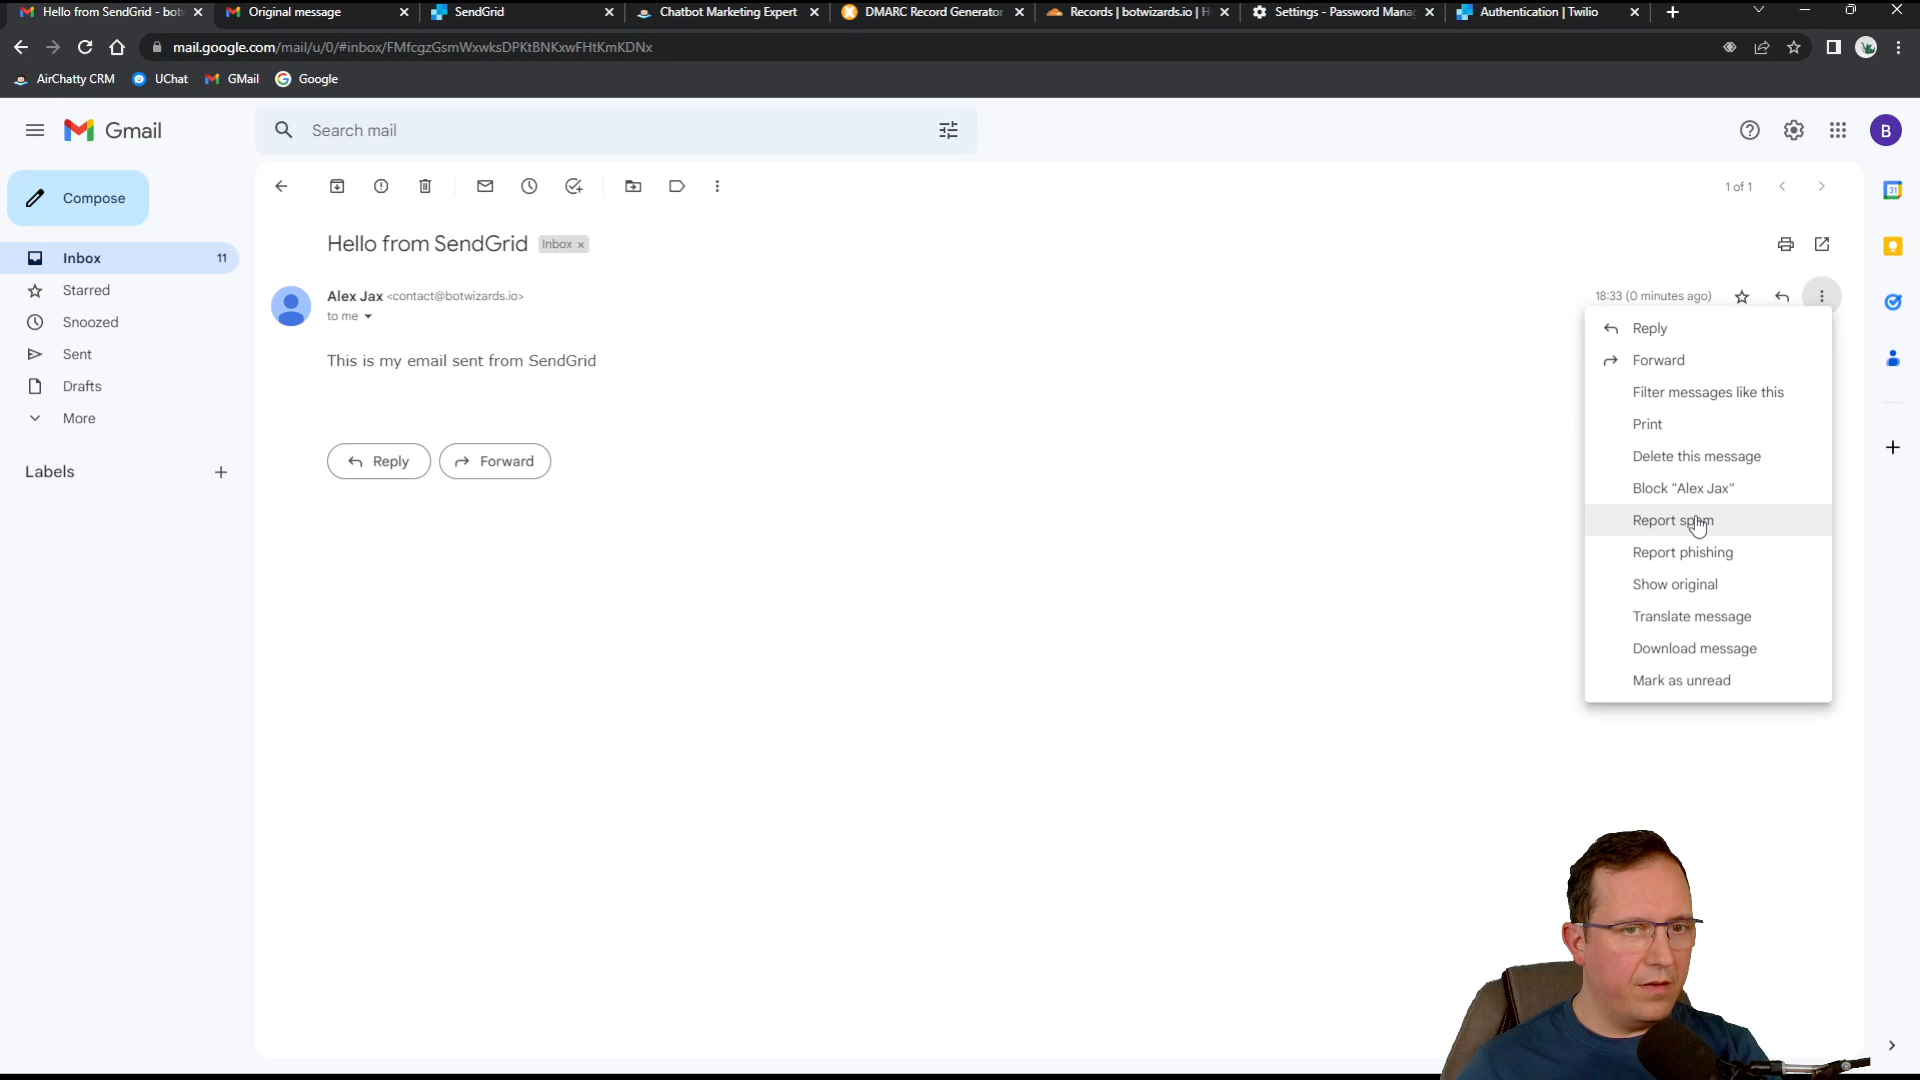 Hello from SendGrid - bot
Original message
SendGrid
Chatbot Marketing Expert
DMARC Record Generator
Records | botwizards.io | H
Settings - Password Manag
Authentication | Twilio
mail.google.com/mail/u/0/#inbox/FMfcgzGsmWxwksDPKtBNKxwFHtKmKDNx
AirChatty CRM
UChat
GMail
Google
Gmail
Search mail
B
Compose
1 of 1
31
Hello from SendGrid
Inbox ×
Inbox 11
Starred
Snoozed
Sent
Drafts
More
Labels
Alex Jax <contact@botwizards.io>
18:33 (0 minutes ago)
to me
This is my email sent from SendGrid
Reply
Forward
Reply
Forward
Filter messages like this
Print
Delete this message
Block "Alex Jax"
Report spam
Report phishing
Show original
Translate message
Download message
Mark as unread